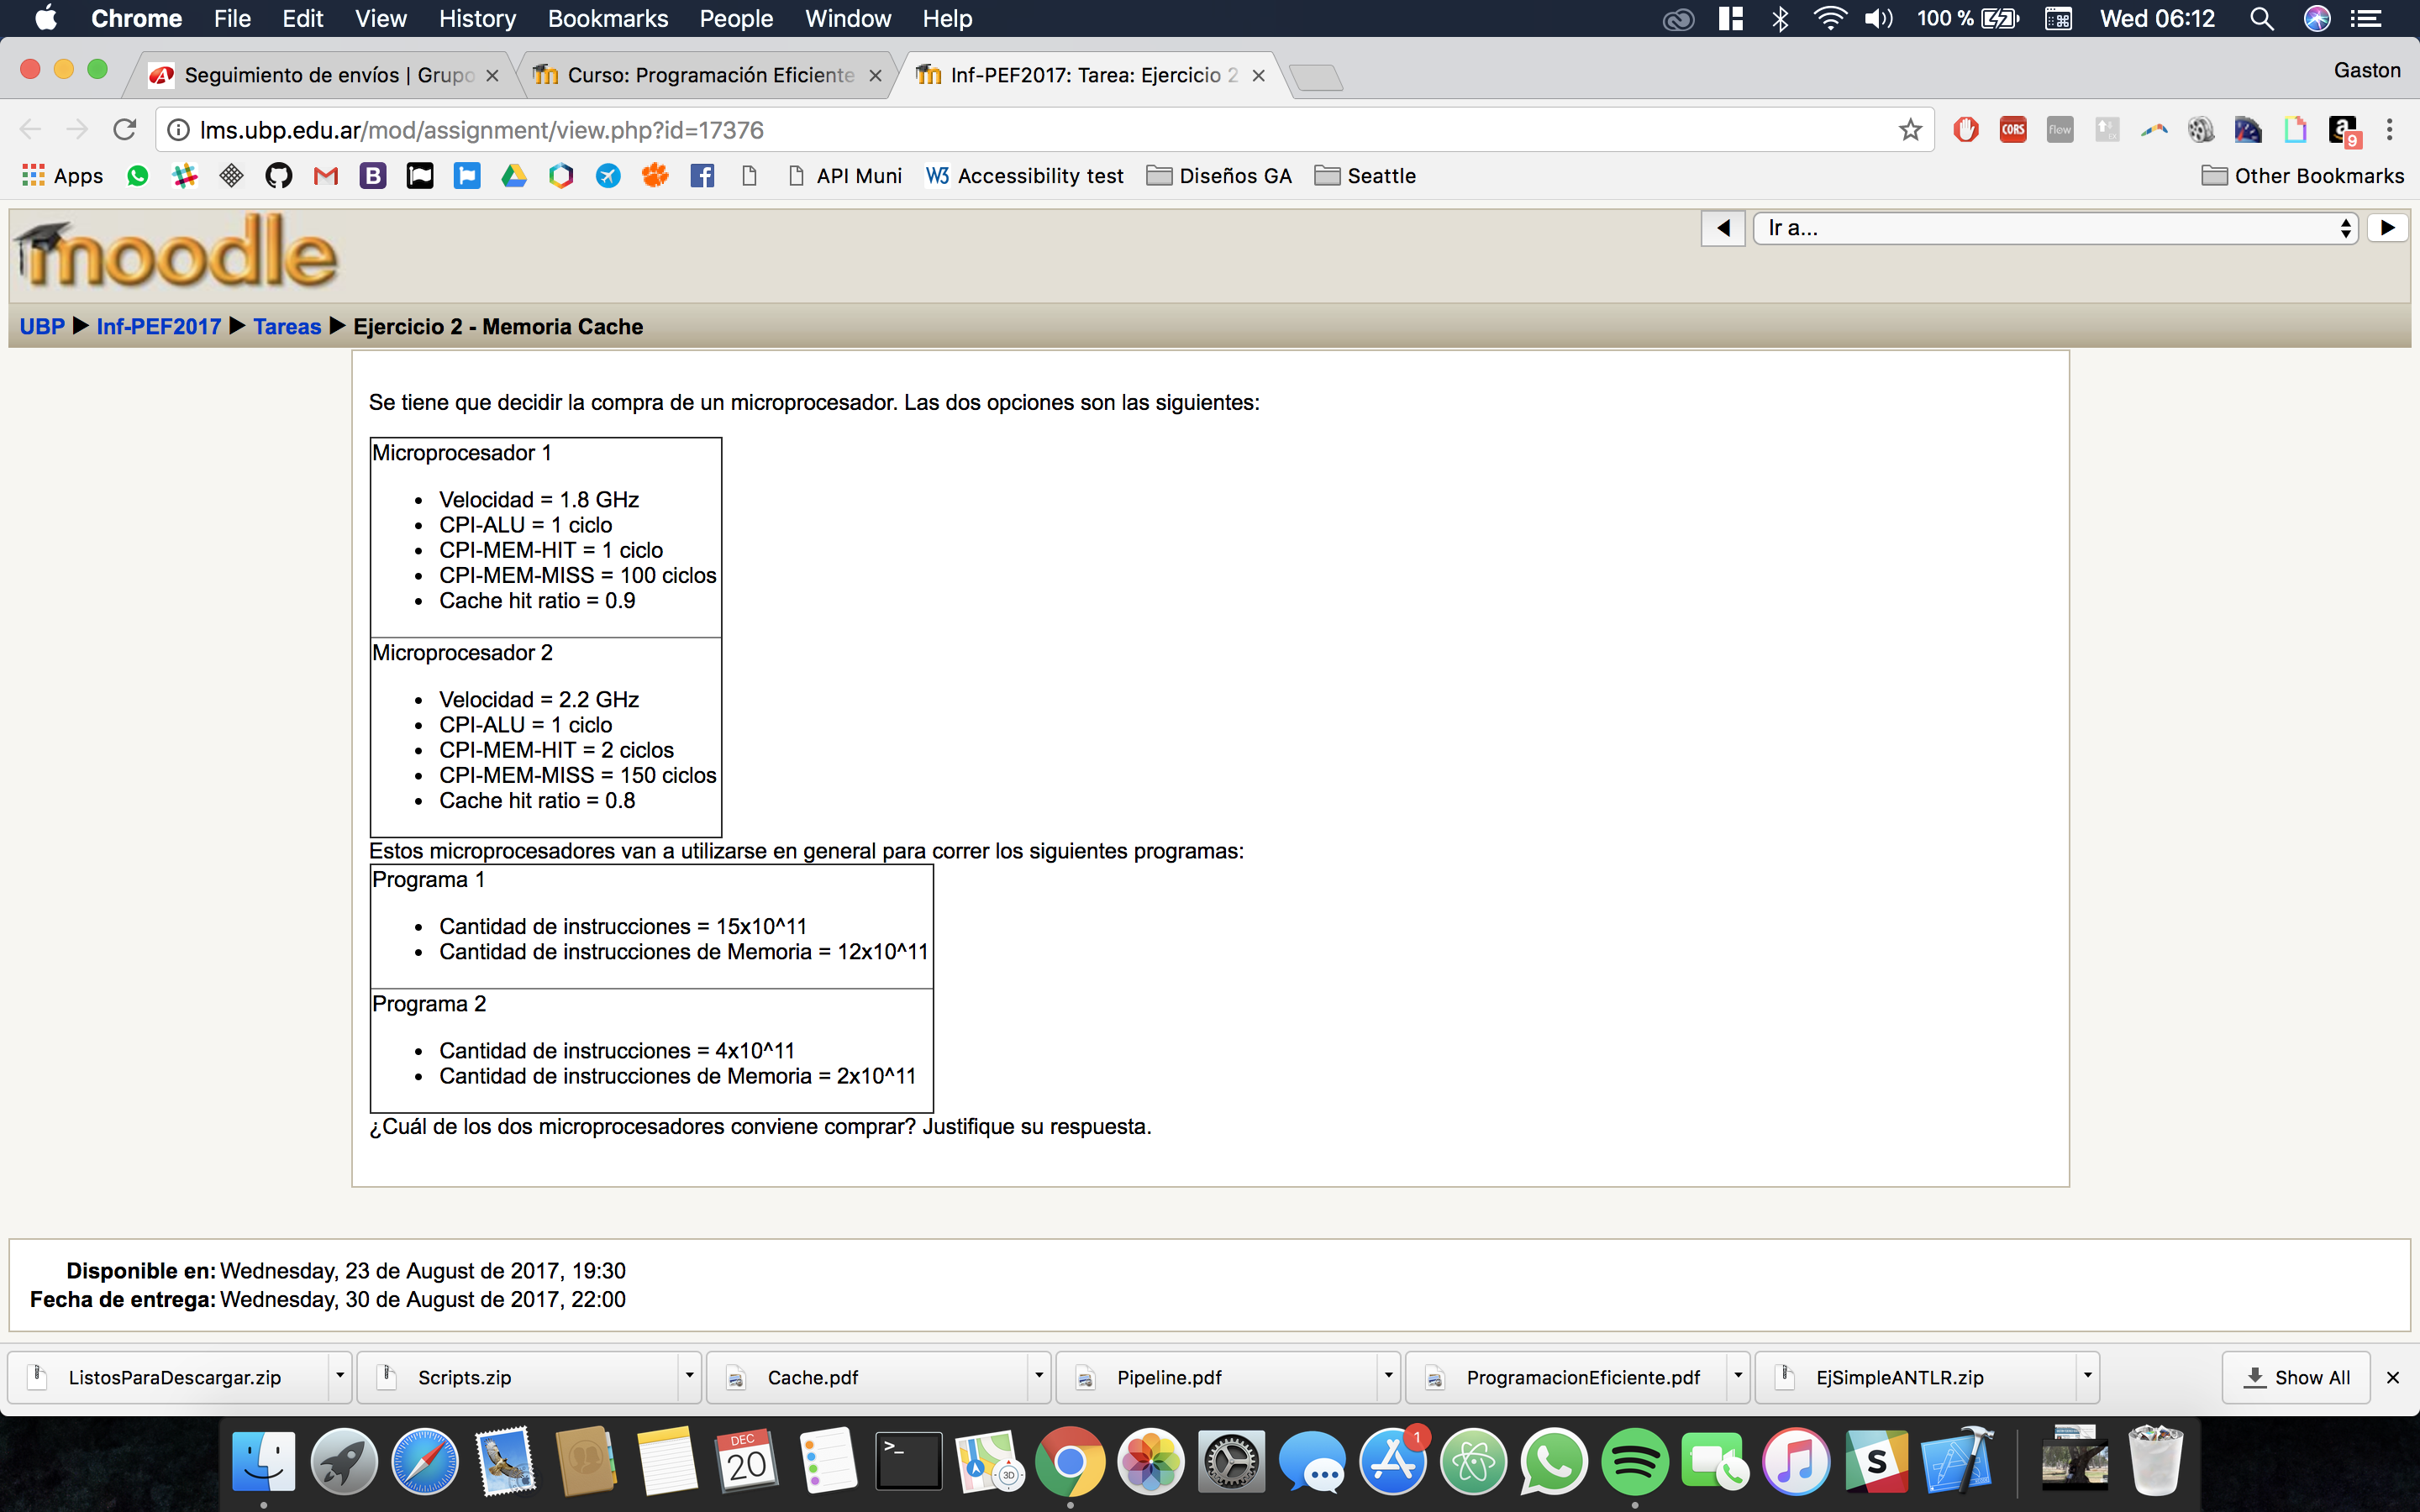 Chrome File Edit View History Bookmarks People Window Help 100 % Wed 06:12
Seguimiento de envíos | Grupo
Curso: Programación Eficiente
Inf-PEF2017: Tarea: Ejercicio 2
Gaston
lms.ubp.edu.ar/mod/assignment/view.php?id=17376
CORS flow a 9
Apps B API Muni W3 Accessibility test Diseños GA Seattle Other Bookmarks
moodle
Ir a...
UBP Inf-PEF2017 Tareas Ejercicio 2 - Memoria Cache
Se tiene que decidir la compra de un microprocesador. Las dos opciones son las siguientes:
Microprocesador 1
• Velocidad = 1.8 GHz
• CPI-ALU = 1 ciclo
• CPI-MEM-HIT = 1 ciclo
• CPI-MEM-MISS = 100 ciclos
• Cache hit ratio = 0.9
Microprocesador 2
• Velocidad = 2.2 GHz
• CPI-ALU = 1 ciclo
• CPI-MEM-HIT = 2 ciclos
• CPI-MEM-MISS = 150 ciclos
• Cache hit ratio = 0.8
Estos microprocesadores van a utilizarse en general para correr los siguientes programas:
Programa 1
• Cantidad de instrucciones = 15x10^11
• Cantidad de instrucciones de Memoria = 12x10^11
Programa 2
• Cantidad de instrucciones = 4x10^11
• Cantidad de instrucciones de Memoria = 2x10^11
¿Cuál de los dos microprocesadores conviene comprar? Justifique su respuesta.
Disponible en: Wednesday, 23 de August de 2017, 19:30
Fecha de entrega: Wednesday, 30 de August de 2017, 22:00
ListosParaDescargar.zip Scripts.zip Cache.pdf Pipeline.pdf ProgramacionEficiente.pdf EjSimpleANTLR.zip Show All
DEC
20
>_
3D
1
S